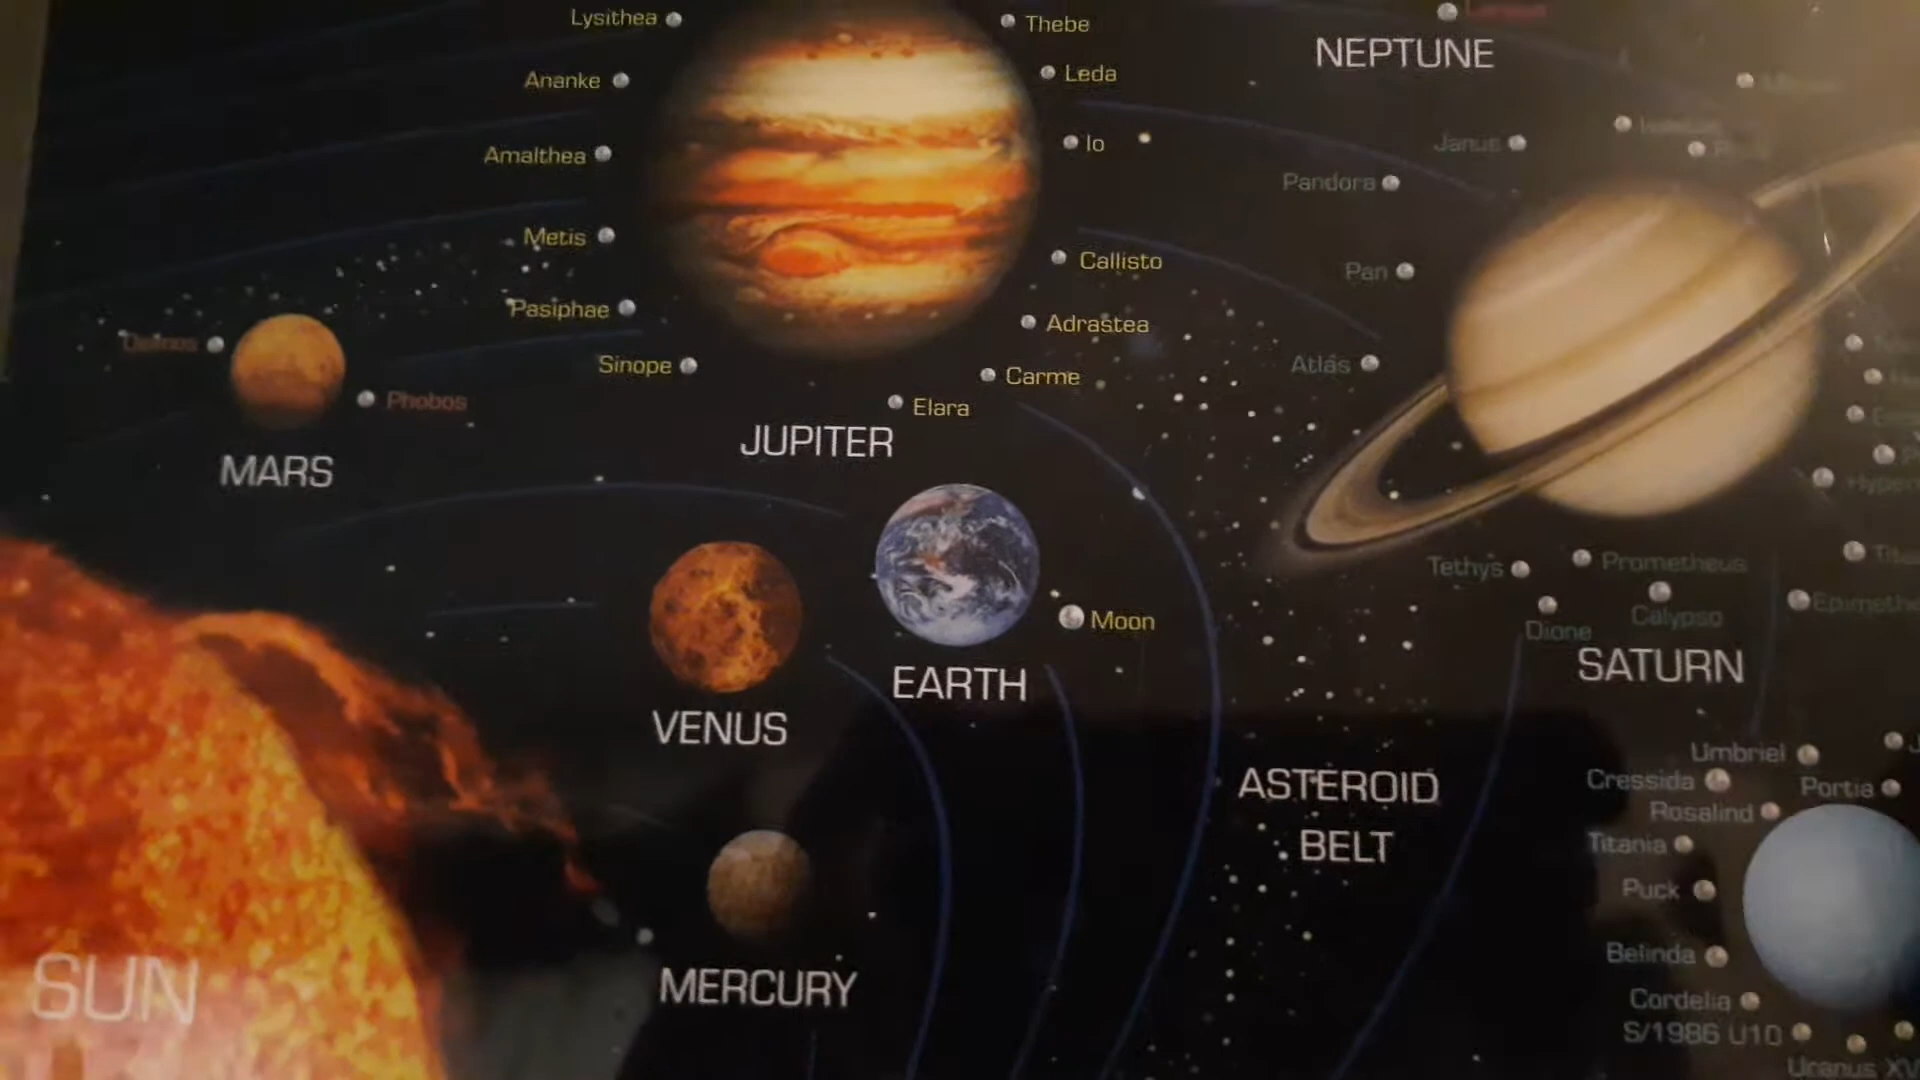 Lysithea
Thebe
NEPTUNE
Ananke
Leda
Amalthea
Io
Janus
Pandora
Metis
Callisto
Pan
Pasiphae
Adrastea
Deimos
Sinope
Carme
Atlas
Phobos
Elara
JUPITER
MARS
Tethys
Prometheus
Calypso
Dione
Moon
EARTH
SATURN
VENUS
Umbriel
Cressida
Portia
Rosalind
ASTEROID
BELT
Titania
Puck
Belinda
SUN
MERCURY
Cordelia
S/1986 U10
Uranus XV